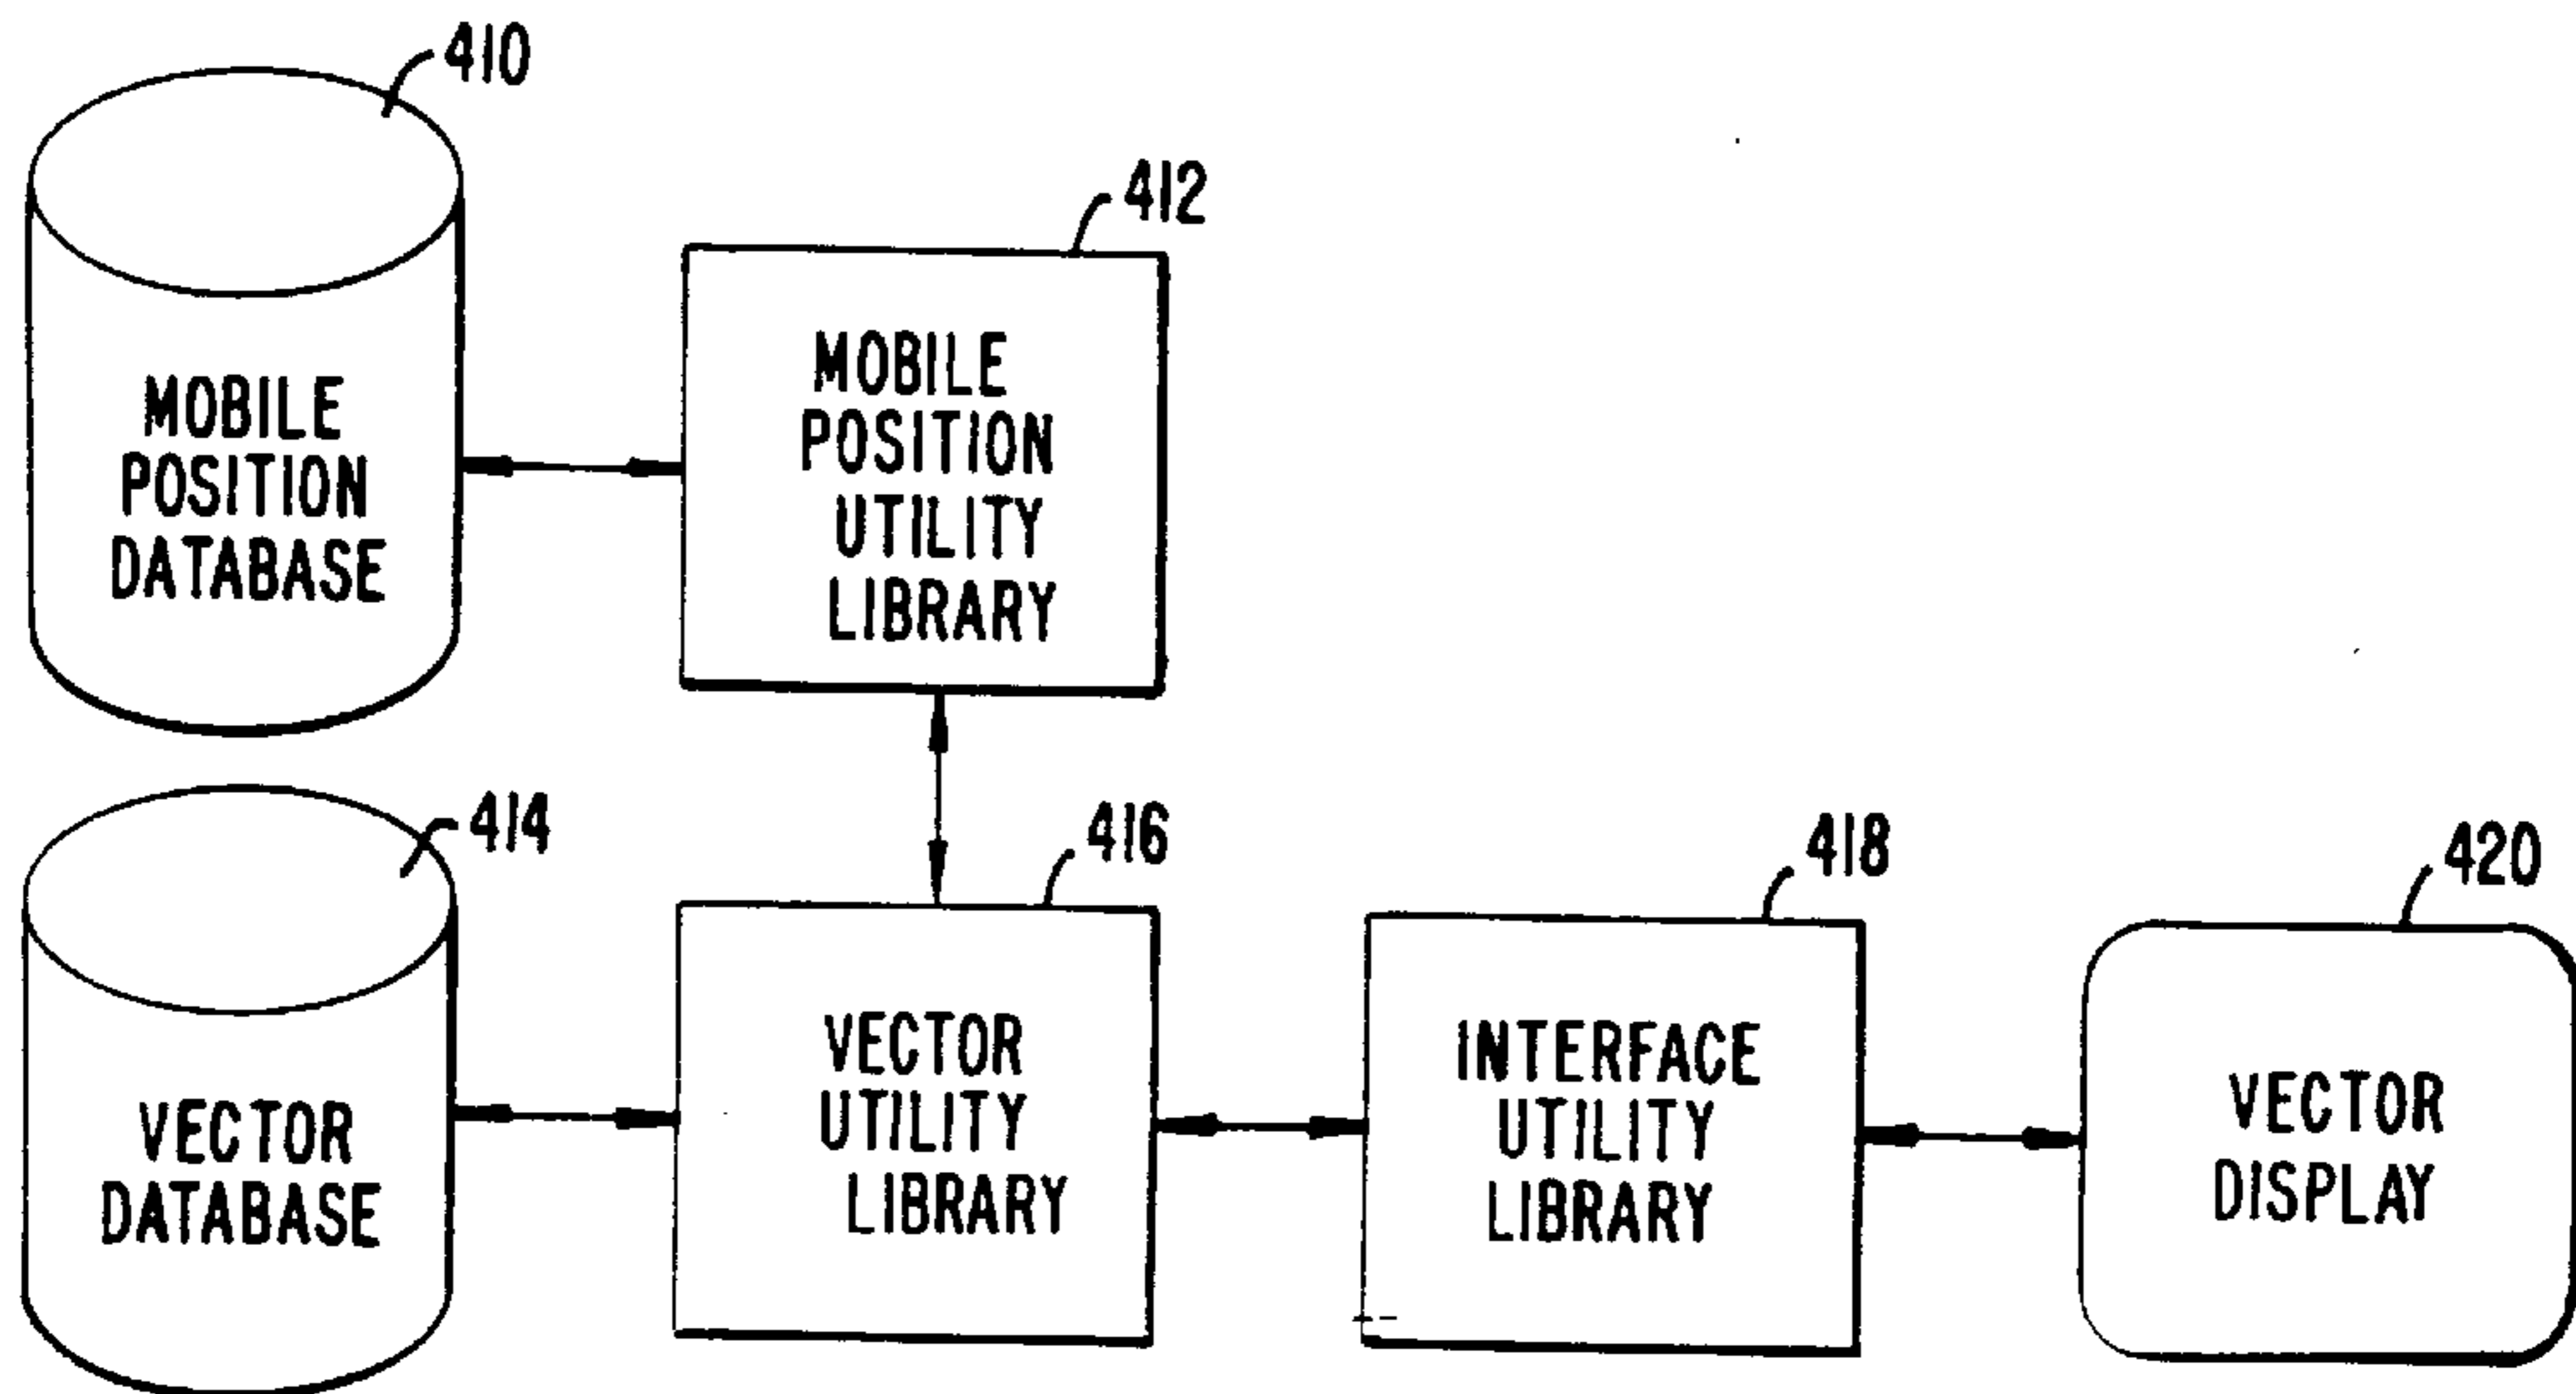 410
MOBILE
POSITION
DATABASE
412
MOBILE
POSITION
UTILITY
LIBRARY
414
VECTOR
DATABASE
416
VECTOR
UTILITY
LIBRARY
418
INTERFACE
UTILITY
LIBRARY
420
VECTOR
DISPLAY